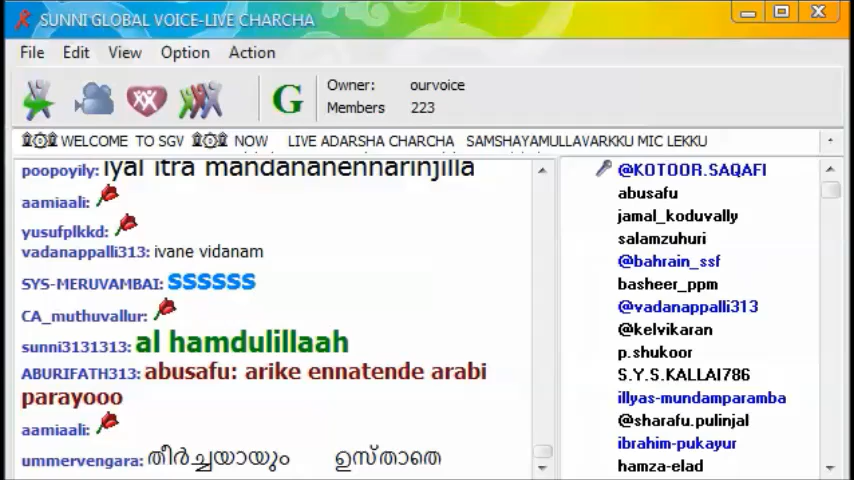 SUNNI GLOBAL VOICE-LIVE CHARCHA
File Edit View Option Action
G
Owner: ourvoice
Members 223
WELCOME TO SGV NOW LIVE ADARSHA CHARCHA SAMSHAYAMULLAVARKKU MIC LEKKU
poopoyily: iyal itra mandananennarinjilla
aamiaali:
yusufplkkd:
vadanappalli313: ivane vidanam
SYS-MERUVAMBAI: ssssss
CA_muthuvallur:
sunni3131313: al hamdulillaah
ABURIFATH313: abusafu: arike ennatende arabi
parayooo
aamiaali:
ummervengara: തീർച്ചയായും ഉസ്താതെ
@KOTOOR.SAQAFI
abusafu
jamal_koduvally
salamzuhuri
@bahrain_ssf
basheer_ppm
@vadanappalli313
@kelvikaran
p.shukoor
S.Y.S.KALLAI786
illyas-mundamparamba
@sharafu.pulinjal
ibrahim-pukayur
hamza-elad